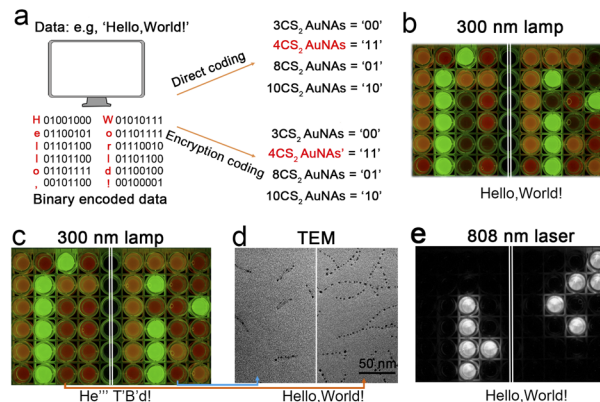 a
Data: e.g, ‘Hello,World!’
Direct coding
Encryption coding
3CS2 AuNAs = ‘00’
4CS2 AuNAs = ‘11’
8CS2 AuNAs = ‘01’
10CS2 AuNAs = ‘10’
3CS2 AuNAs = ‘00’
4CS2 AuNAs’ = ‘11’
8CS2 AuNAs = ‘01’
10CS2 AuNAs = ‘10’
H 01001000 W 01010111
e 01100101 o 01101111
l 01101100 r 01110010
l 01101100 l 01101100
o 01101111 d 01100100
, 00101100 ! 00100001
Binary encoded data
b
300 nm lamp
Hello,World!
c
300 nm lamp
He''' T'B'd!
d
TEM
50 nm
Hello,World!
e
808 nm laser
Hello,World!